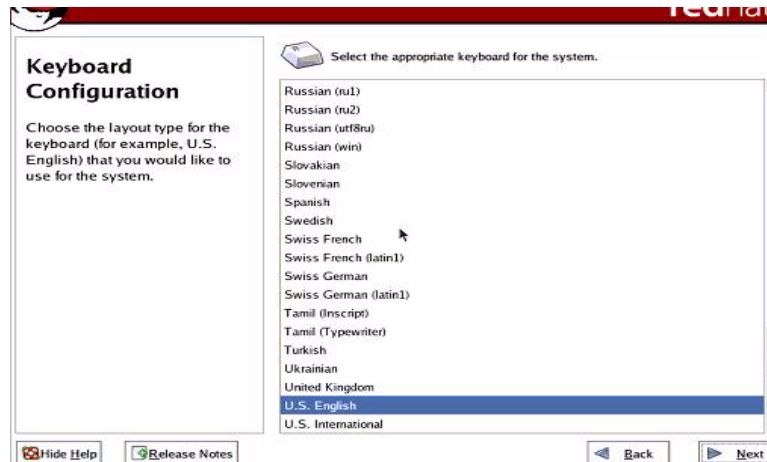 redhat
Keyboard
Configuration
Choose the layout type for the
keyboard (for example, U.S.
English) that you would like to
use for the system.
Select the appropriate keyboard for the system.
Russian (ru1)
Russian (ru2)
Russian (utf8ru)
Russian (win)
Slovakian
Slovenian
Spanish
Swedish
Swiss French
Swiss French (latin1)
Swiss German
Swiss German (latin1)
Tamil (Inscript)
Tamil (Typewriter)
Turkish
Ukrainian
United Kingdom
U.S. English
U.S. International
Hide Help
Release Notes
Back
Next